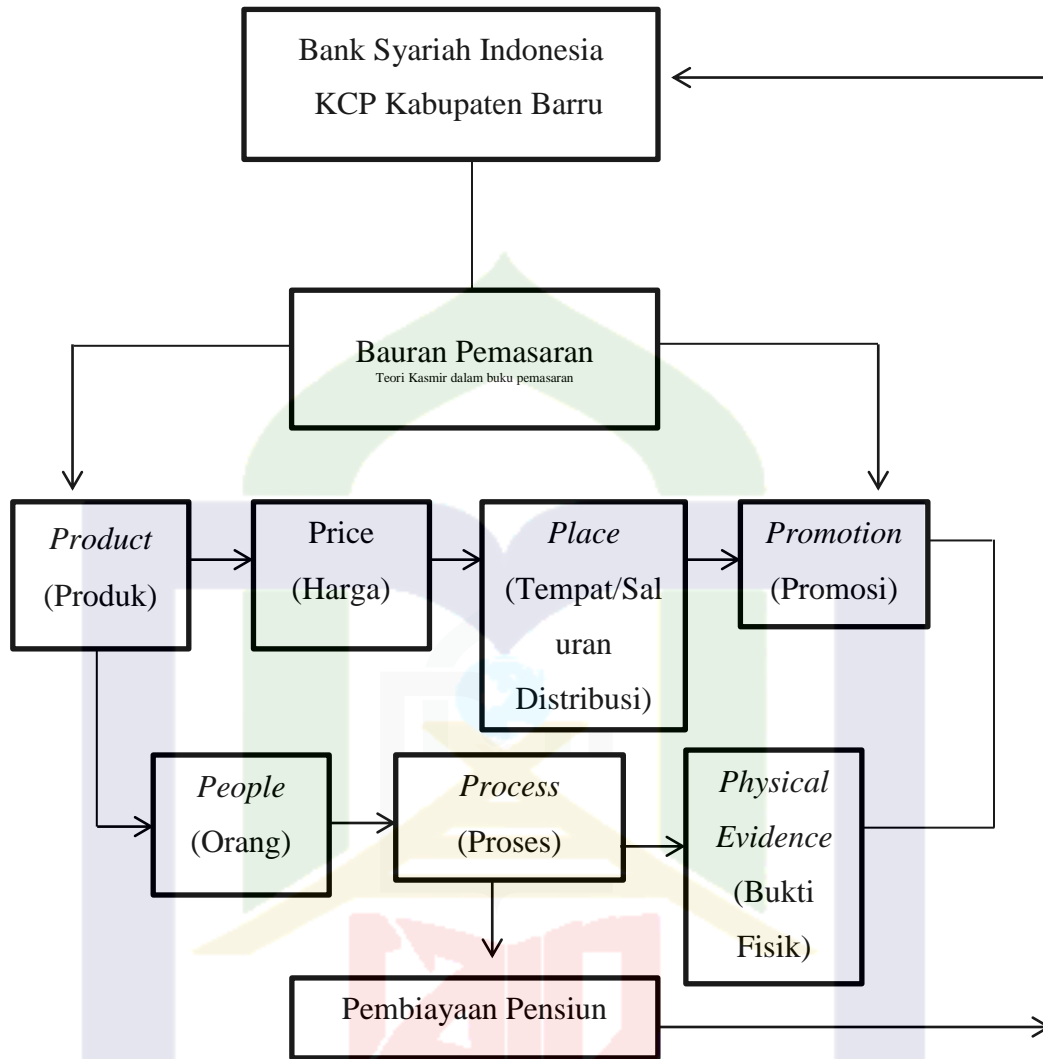 Bank Syariah Indonesia
KCP Kabupaten Barru
Bauran Pemasaran
Teori Kasmir dalam buku pemasaran
Product
(Produk)
Price
(Harga)
Place
(Tempat/Sal
uran
Distribusi)
Promotion
(Promosi)
People
(Orang)
Process
(Proses)
Physical
Evidence
(Bukti
Fisik)
Pembiayaan Pensiun